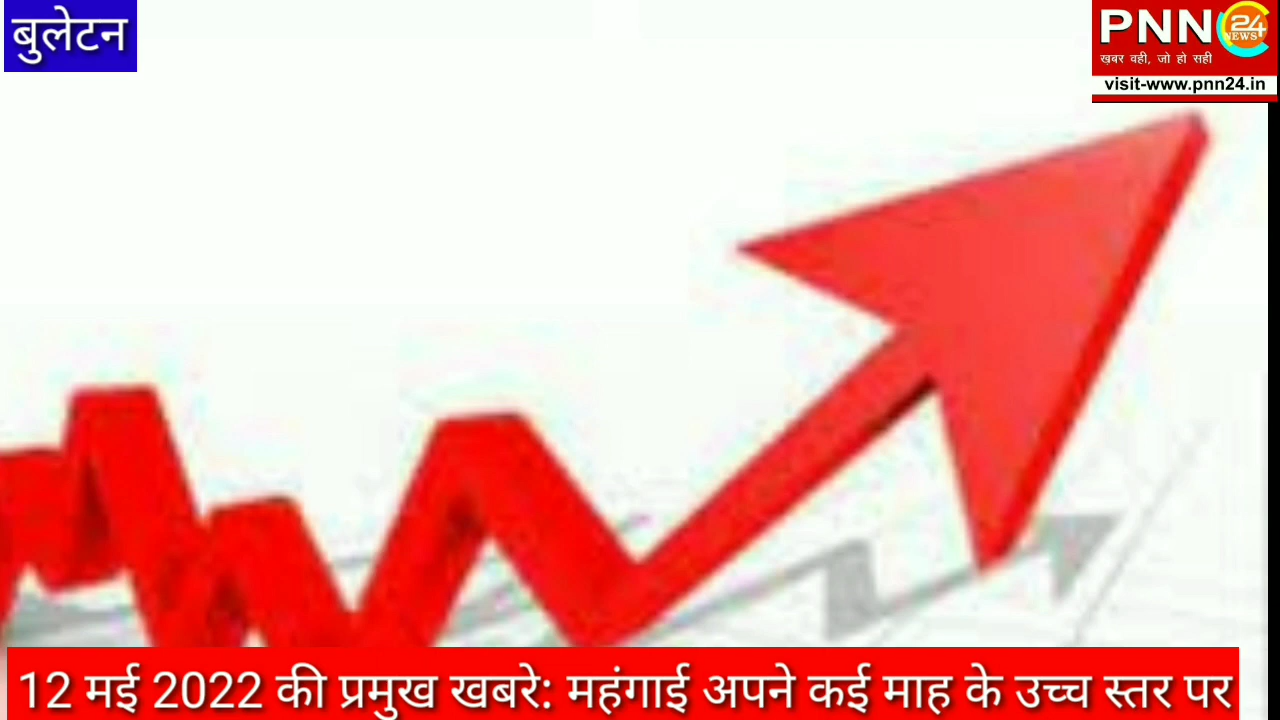 बुलेटन
PNN 24
NEWS
ख़बर वही, जो हो सही
visit-www.pnn24.in
12 मई 2022 की प्रमुख खबरे: महंगाई अपने कई माह के उच्च स्तर पर